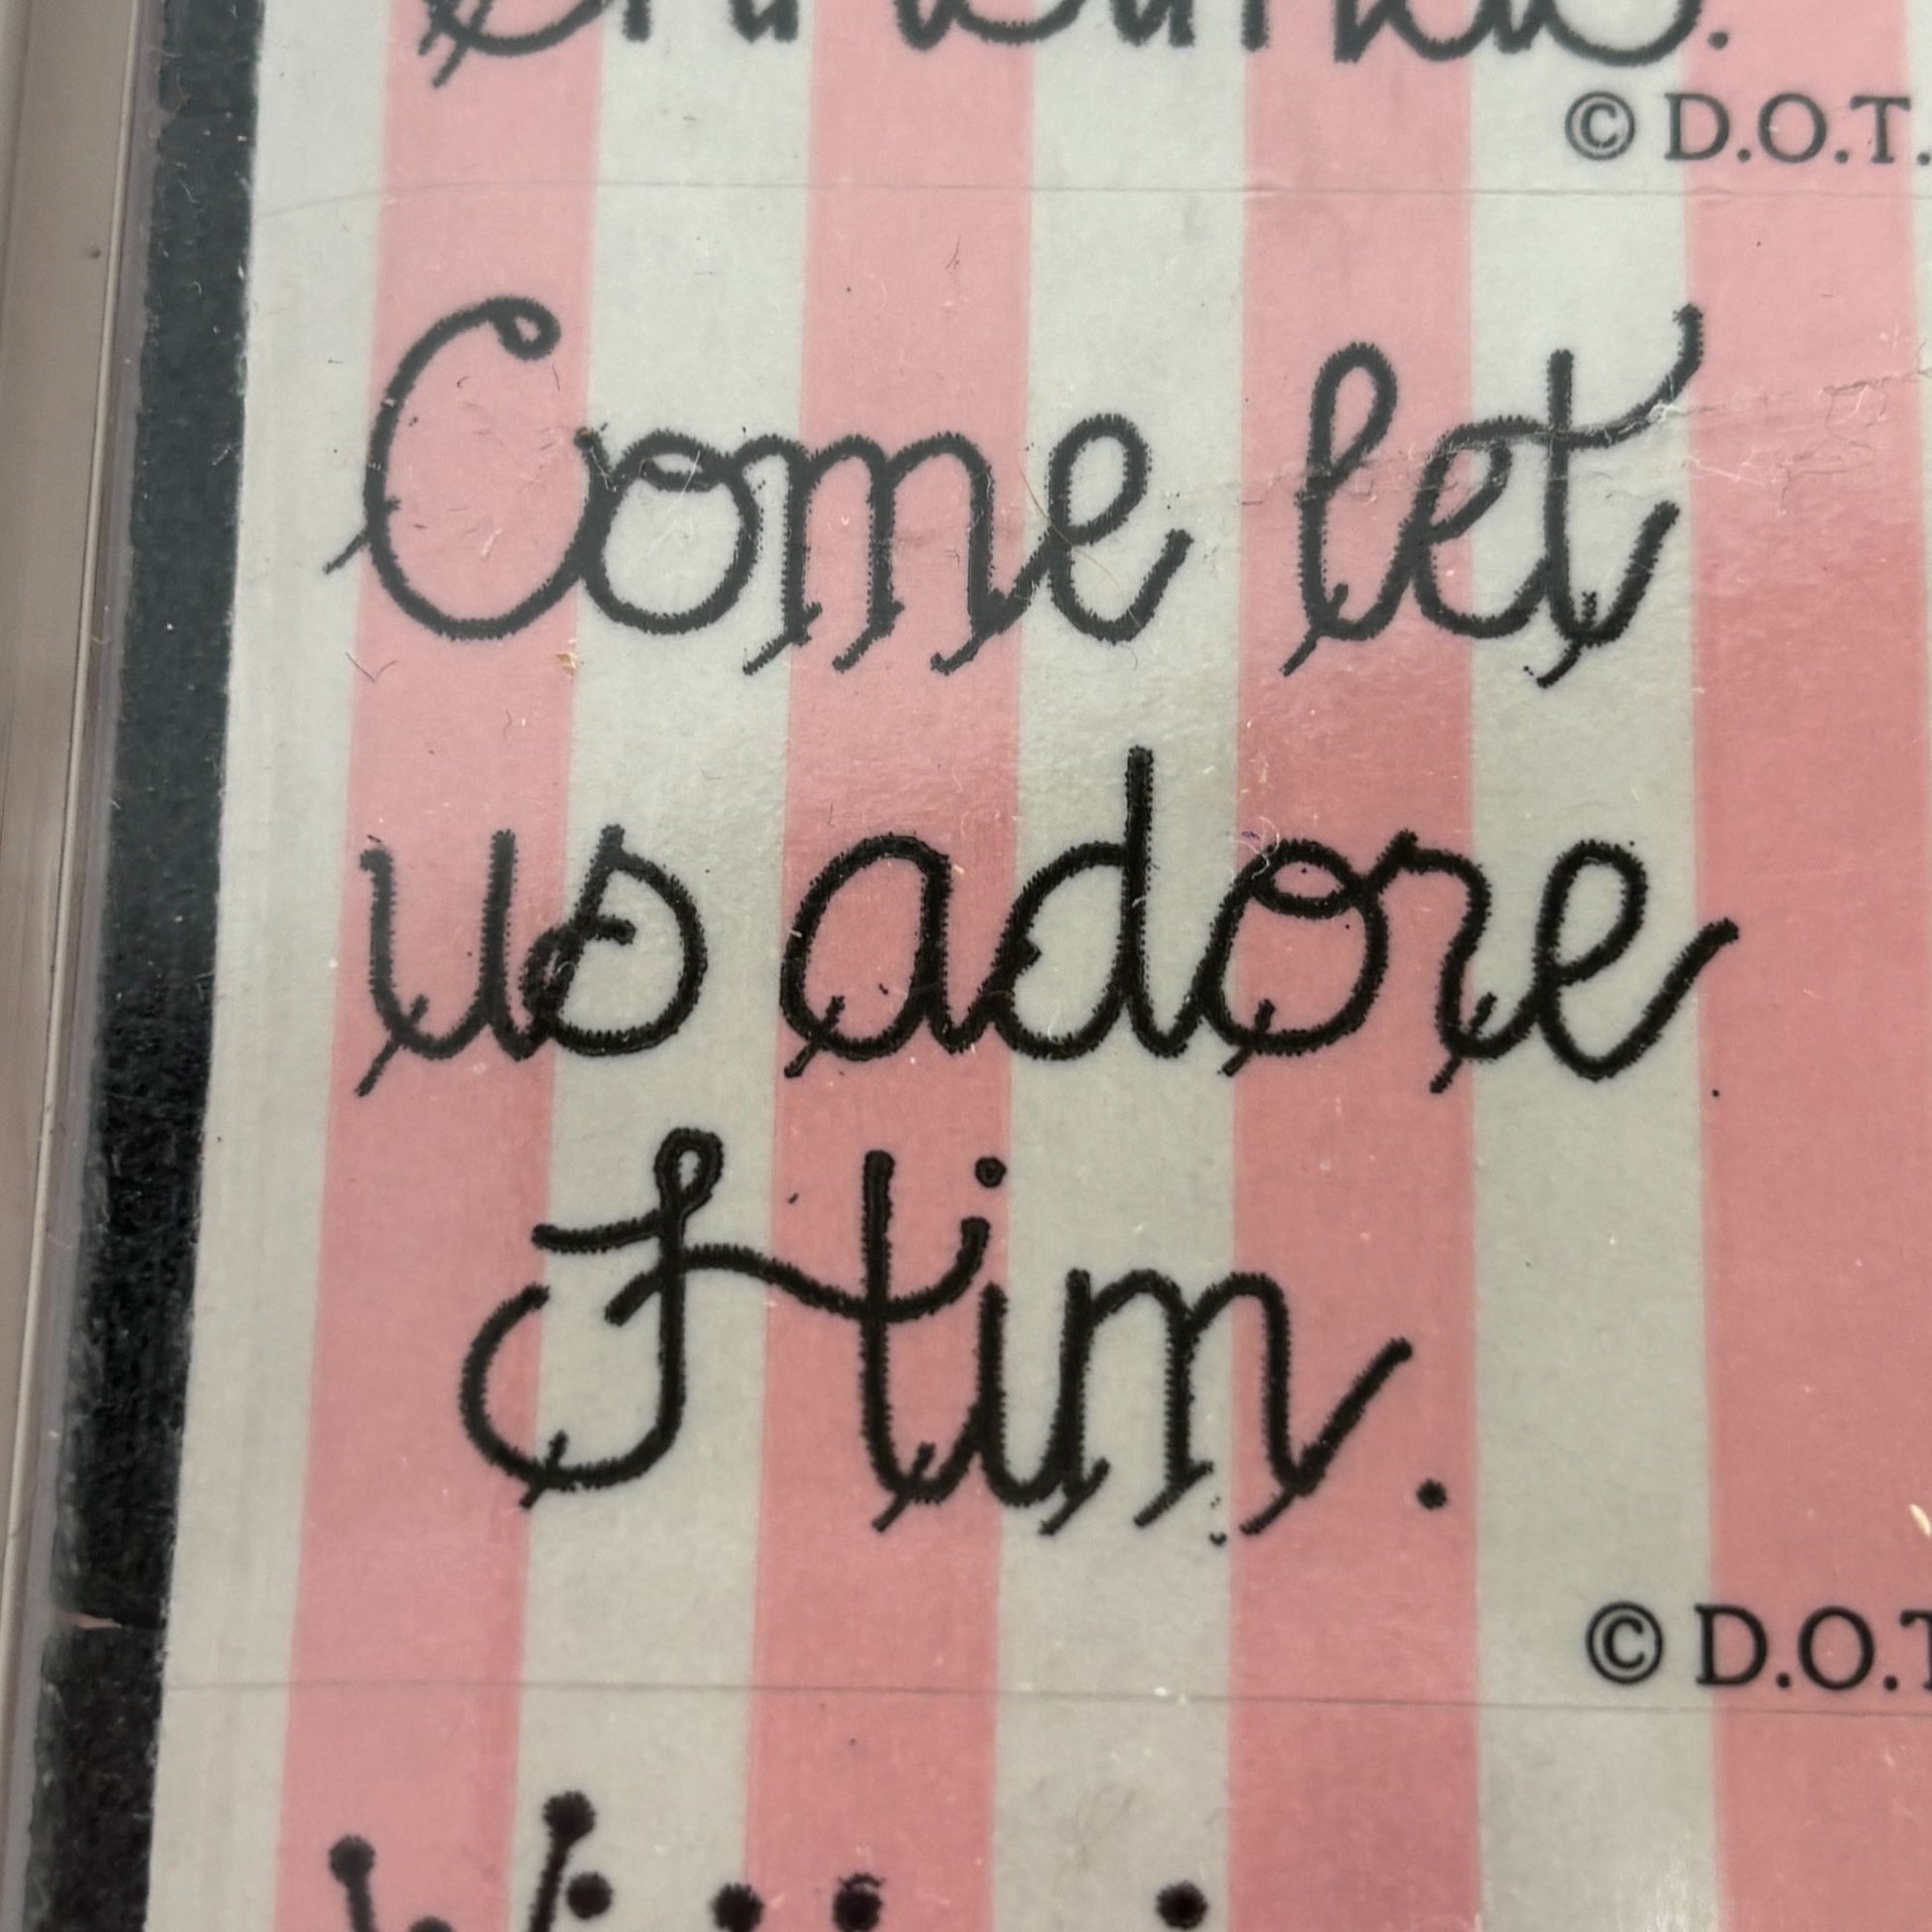 © D.O.T.
Come let
us adore
Him.
© D.O.T